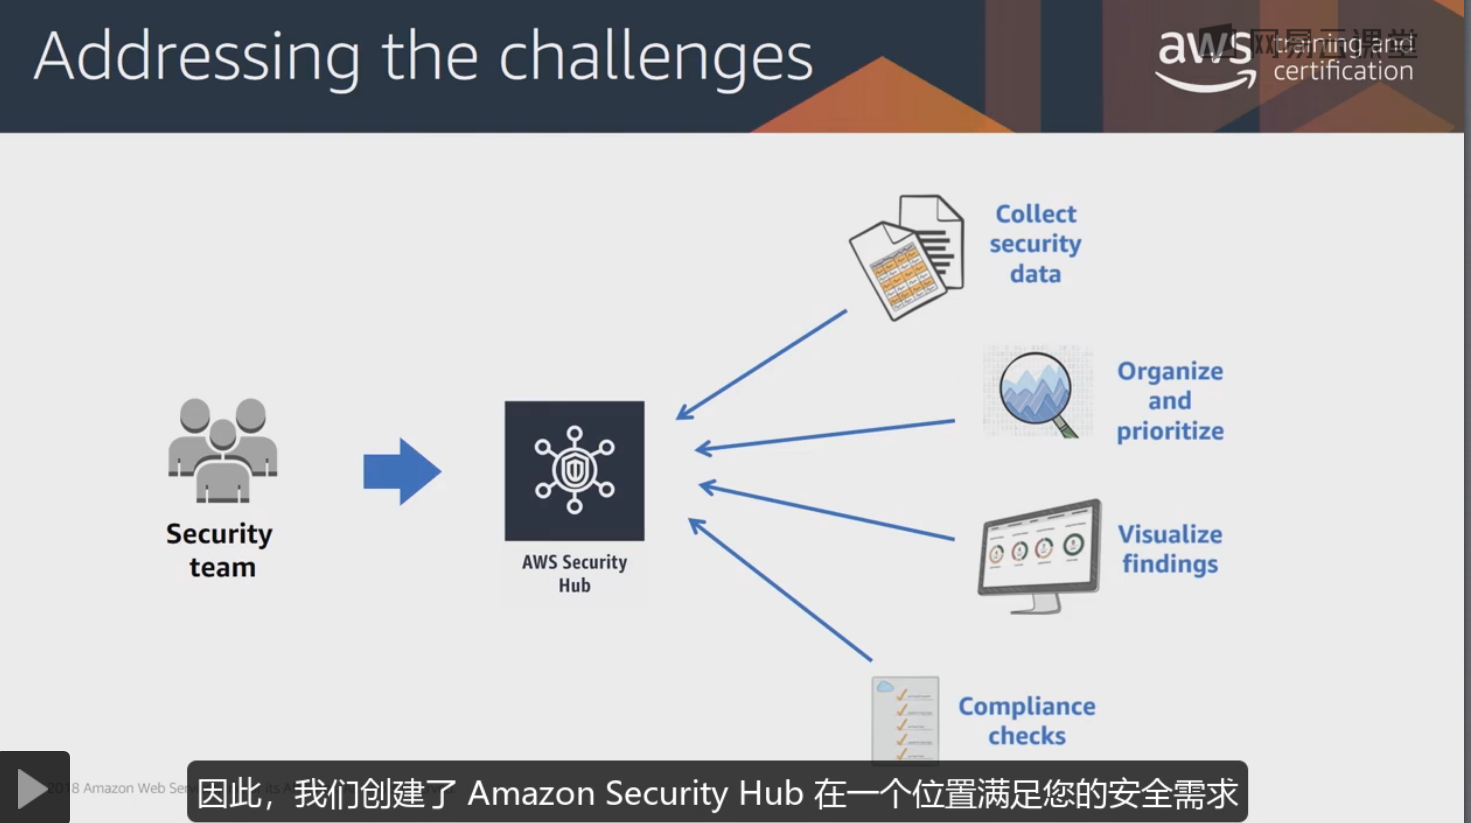 Addressing the challenges
aws training and
certification
网易云课堂
Collect
security
data
Organize
and
prioritize
Security
team
AWS Security
Hub
Visualize
findings
Compliance
checks
2018 Amazon Web
因此，我们创建了 Amazon Security Hub 在一个位置满足您的安全需求